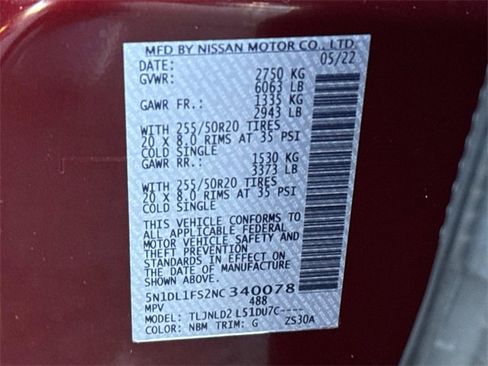 MFD BY NISSAN MOTOR CO., LTD.
DATE: 05/22
GVWR: 2750 KG
6063 LB
GAWR FR.: 1335 KG
2943 LB
WITH 255/50R20 TIRES
20 x 8.0 RIMS AT 35 PSI
COLD SINGLE
GAWR RR.: 1530 KG
3373 LB
WITH 255/50R20 TIRES
20 x 8.0 RIMS AT 35 PSI
COLD SINGLE
THIS VEHICLE CONFORMS TO
ALL APPLICABLE FEDERAL
MOTOR VEHICLE SAFETY AND
THEFT PREVENTION
STANDARDS IN EFFECT ON
THE DATE OF MANUFACTURE
SHOWN ABOVE.
5N1DL1FS2NC340078
MPV 488
MODEL: TLJNLD2 L51DU7C----
COLOR: NBM TRIM: G ZS30A